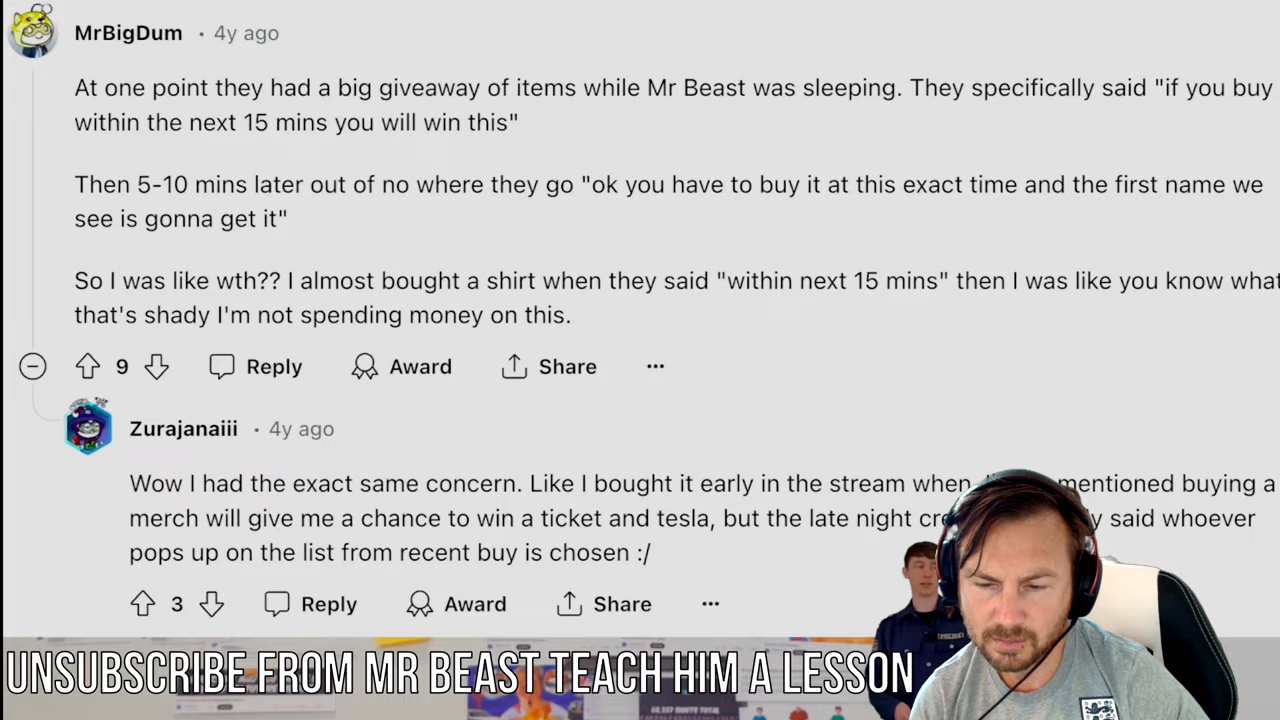 MrBigDum • 4y ago
At one point they had a big giveaway of items while Mr Beast was sleeping. They specifically said "if you buy
within the next 15 mins you will win this"
Then 5-10 mins later out of no where they go "ok you have to buy it at this exact time and the first name we
see is gonna get it"
So I was like wth?? I almost bought a shirt when they said "within next 15 mins" then I was like you know what
that's shady I'm not spending money on this.
9 Reply Award Share ...
Zurajanaiii • 4y ago
Wow I had the exact same concern. Like I bought it early in the stream when mentioned buying a
merch will give me a chance to win a ticket and tesla, but the late night said whoever
pops up on the list from recent buy is chosen :/
3 Reply Award Share ...
UNSUBSCRIBE FROM MR BEAST TEACH HIM A LESSON